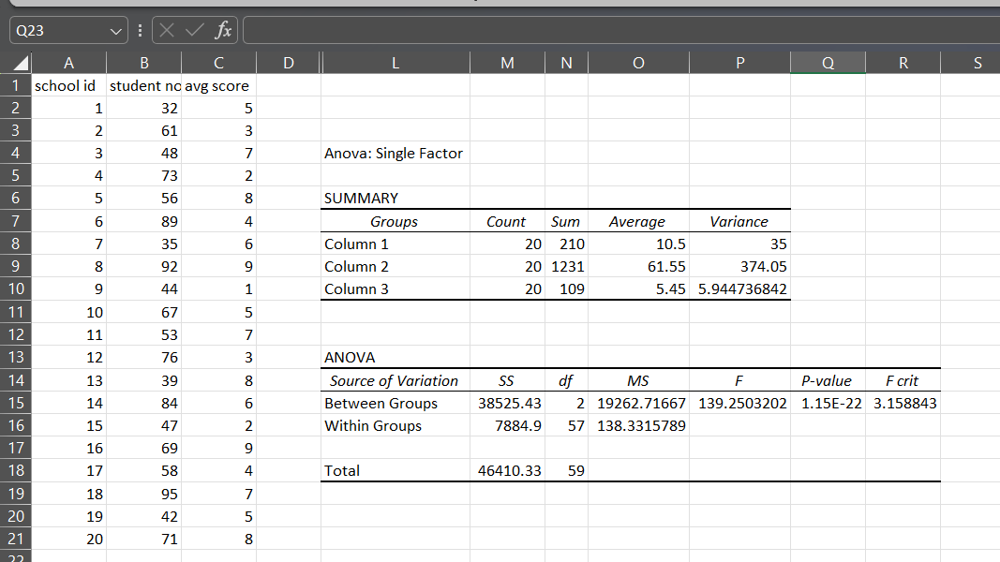 Q23 fx
A B C D L M N O P Q R S
1 school id student no avg score
2 1 32 5
3 2 61 3
4 3 48 7 Anova: Single Factor
5 4 73 2
6 5 56 8 SUMMARY
7 6 89 4 Groups Count Sum Average Variance
8 7 35 6 Column 1 20 210 10.5 35
9 8 92 9 Column 2 20 1231 61.55 374.05
10 9 44 1 Column 3 20 109 5.45 5.944736842
11 10 67 5
12 11 53 7
13 12 76 3 ANOVA
14 13 39 8 Source of Variation SS df MS F P-value F crit
15 14 84 6 Between Groups 38525.43 2 19262.71667 139.2503202 1.15E-22 3.158843
16 15 47 2 Within Groups 7884.9 57 138.3315789
17 16 69 9
18 17 58 4 Total 46410.33 59
19 18 95 7
20 19 42 5
21 20 71 8
22